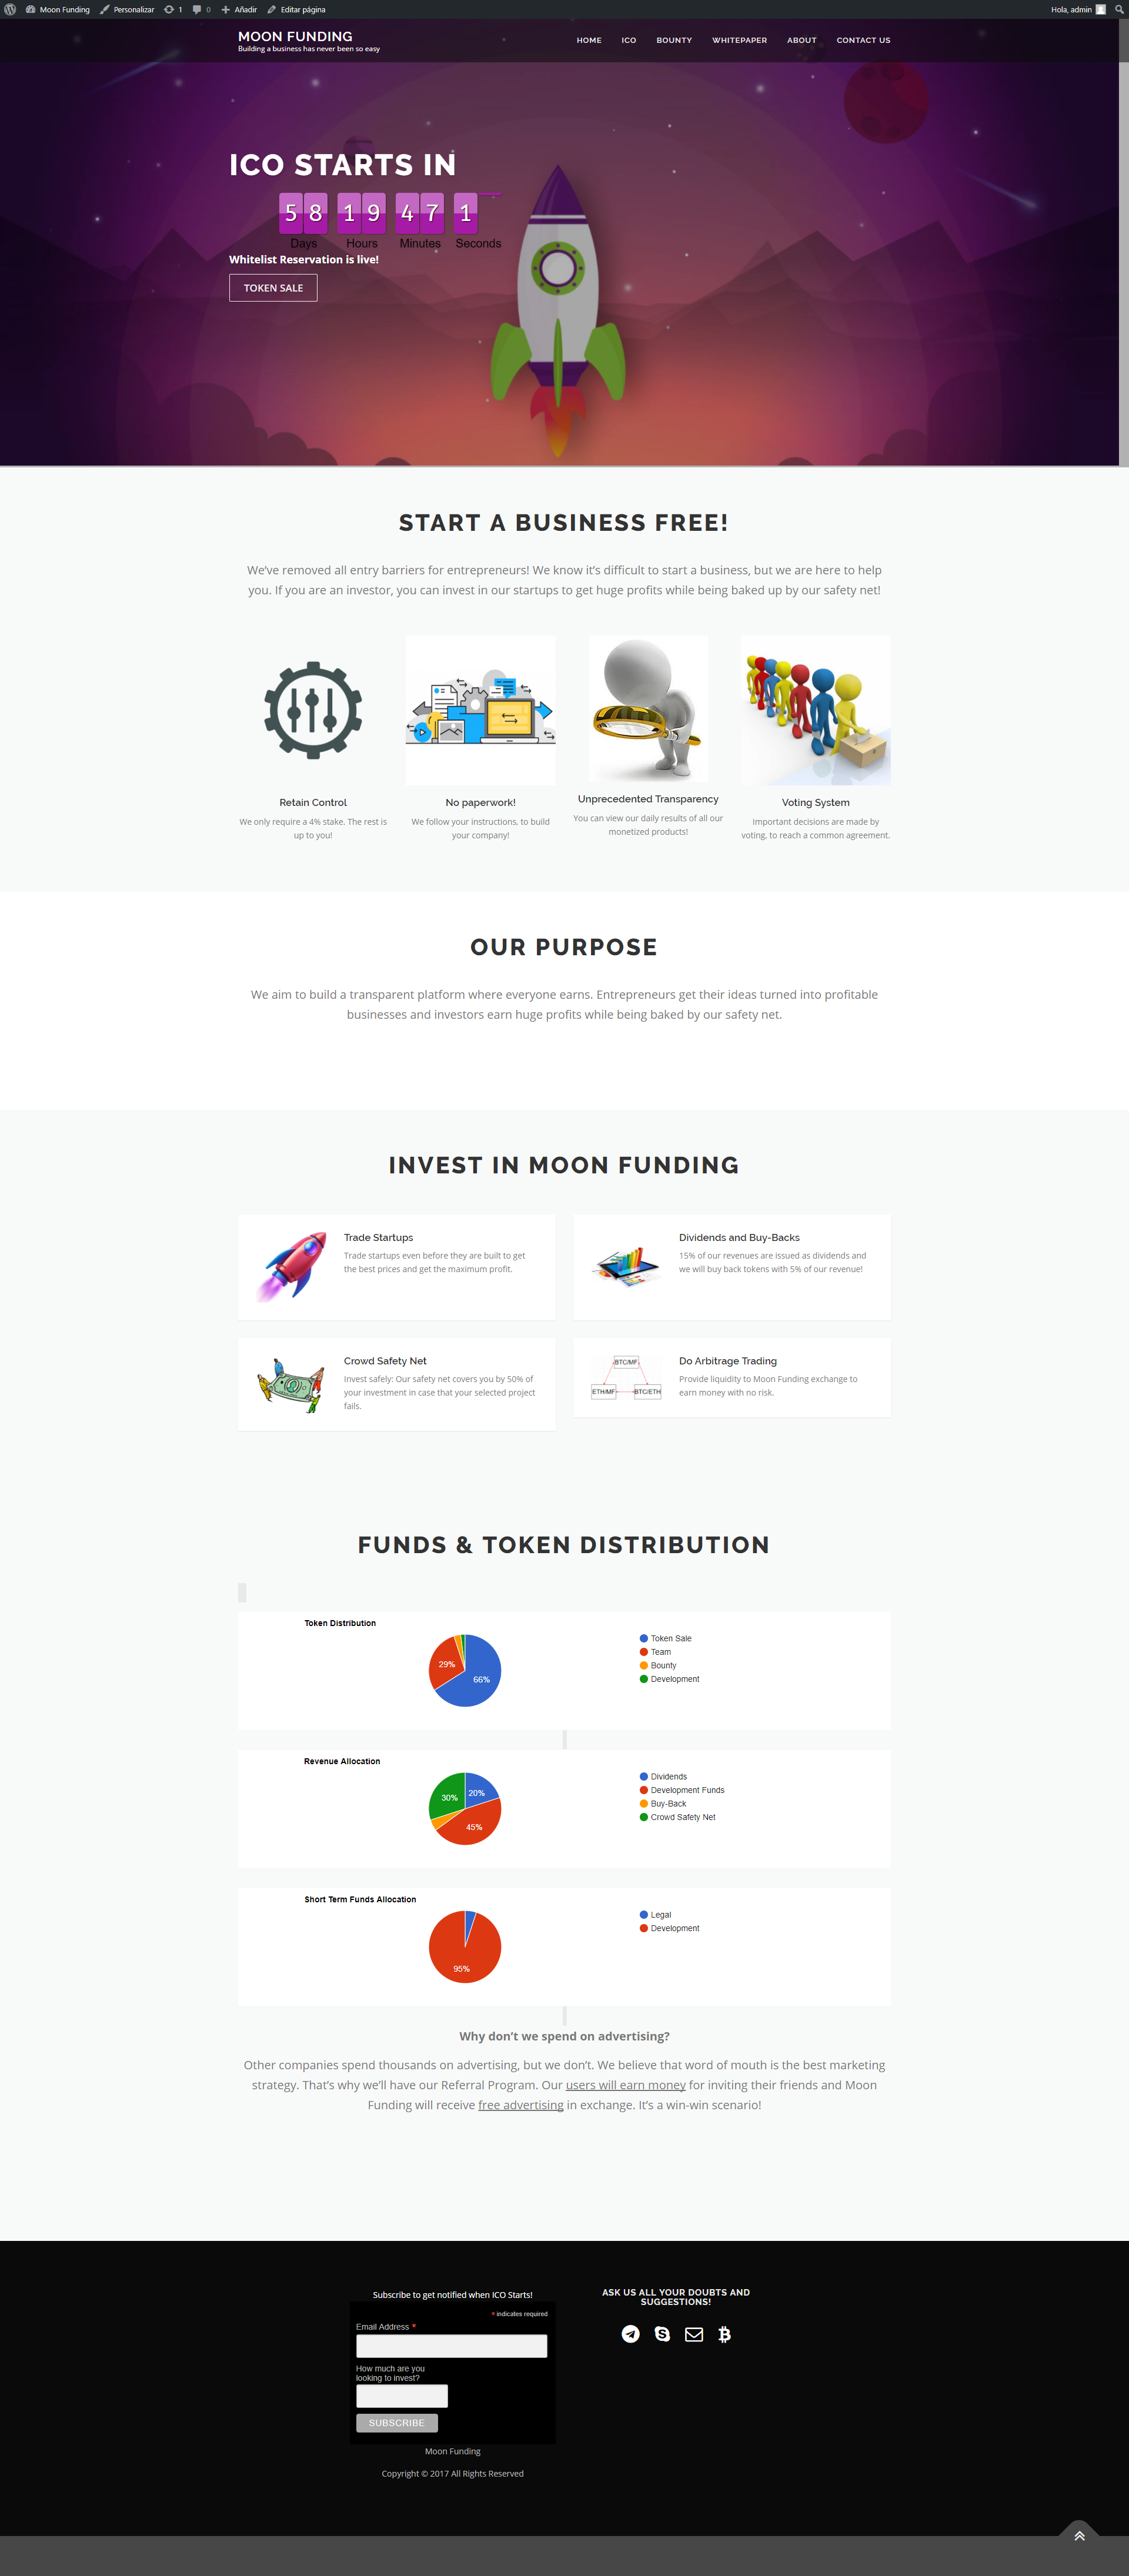 Moon Funding Personalizar 1 0 Añadir Editar página Hola, admin
MOON FUNDING
Building a business has never been so easy
HOME ICO BOUNTY WHITEPAPER ABOUT CONTACT US
ICO STARTS IN
58 19 47 1
Days Hours Minutes Seconds
Whitelist Reservation is live!
TOKEN SALE
START A BUSINESS FREE!
We've removed all entry barriers for entrepreneurs! We know it's difficult to start a business, but we are here to help
you. If you are an investor, you can invest in our startups to get huge profits while being baked up by our safety net!
Retain Control
We only require a 4% stake. The rest is
up to you!
No paperwork!
We follow your instructions, to build
your company!
Unprecedented Transparency
You can view our daily results of all our
monetized products!
Voting System
Important decisions are made by
voting, to reach a common agreement.
OUR PURPOSE
We aim to build a transparent platform where everyone earns. Entrepreneurs get their ideas turned into profitable
businesses and investors earn huge profits while being baked by our safety net.
INVEST IN MOON FUNDING
Trade Startups
Trade startups even before they are built to get
the best prices and get the maximum profit.
Dividends and Buy-Backs
15% of our revenues are issued as dividends and
we will buy back tokens with 5% of our revenue!
Crowd Safety Net
Invest safely: Our safety net covers you by 50% of
your investment in case that your selected project
fails.
BTC/MF
ETH/MF
BTC/ETH
Do Arbitrage Trading
Provide liquidity to Moon Funding exchange to
earn money with no risk.
FUNDS & TOKEN DISTRIBUTION
Token Distribution
29%
66%
Token Sale
Team
Bounty
Development
Revenue Allocation
30%
20%
45%
Dividends
Development Funds
Buy-Back
Crowd Safety Net
Short Term Funds Allocation
95%
Legal
Development
Why don't we spend on advertising?
Other companies spend thousands on advertising, but we don't. We believe that word of mouth is the best marketing
strategy. That's why we'll have our Referral Program. Our users will earn money for inviting their friends and Moon
Funding will receive free advertising in exchange. It's a win-win scenario!
Subscribe to get notified when ICO Starts!
* indicates required
Email Address *
How much are you
looking to invest?
SUBSCRIBE
Moon Funding
Copyright © 2017 All Rights Reserved
ASK US ALL YOUR DOUBTS AND
SUGGESTIONS!